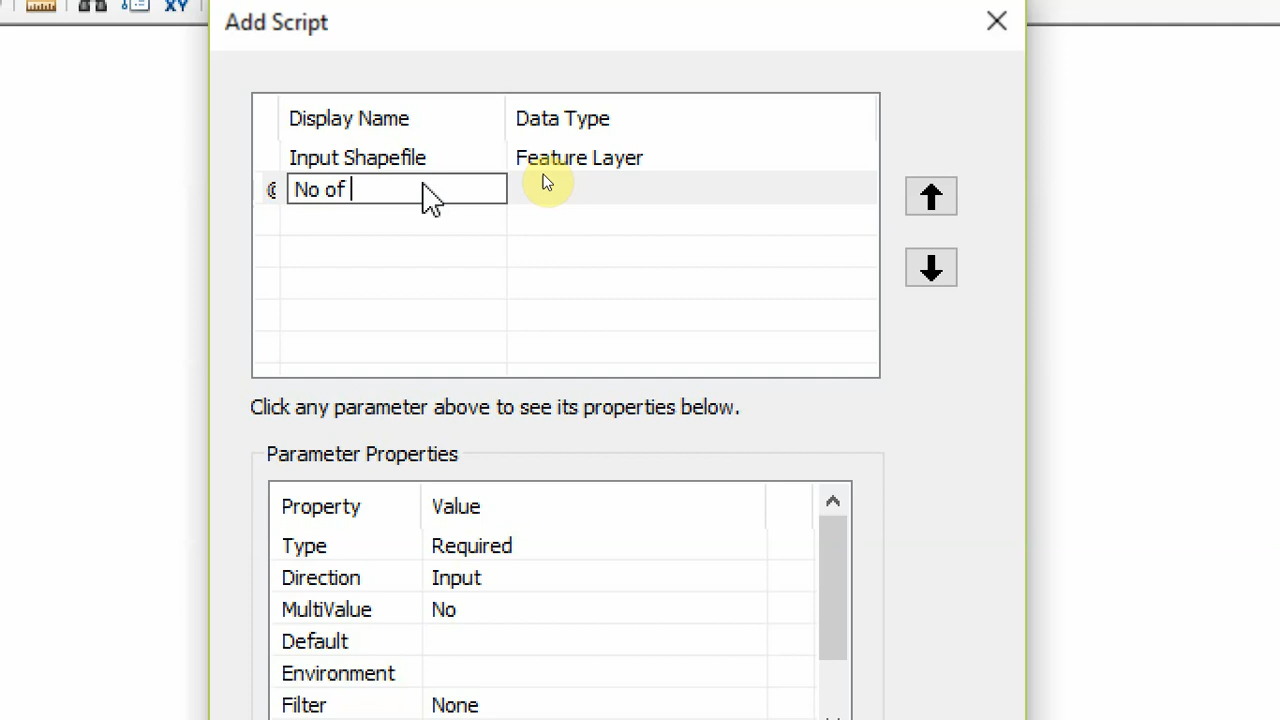 XY
Add Script
Display Name Data Type
Input Shapefile Feature Layer
No of
Click any parameter above to see its properties below.
Parameter Properties
Property Value
Type Required
Direction Input
MultiValue No
Default
Environment
Filter None